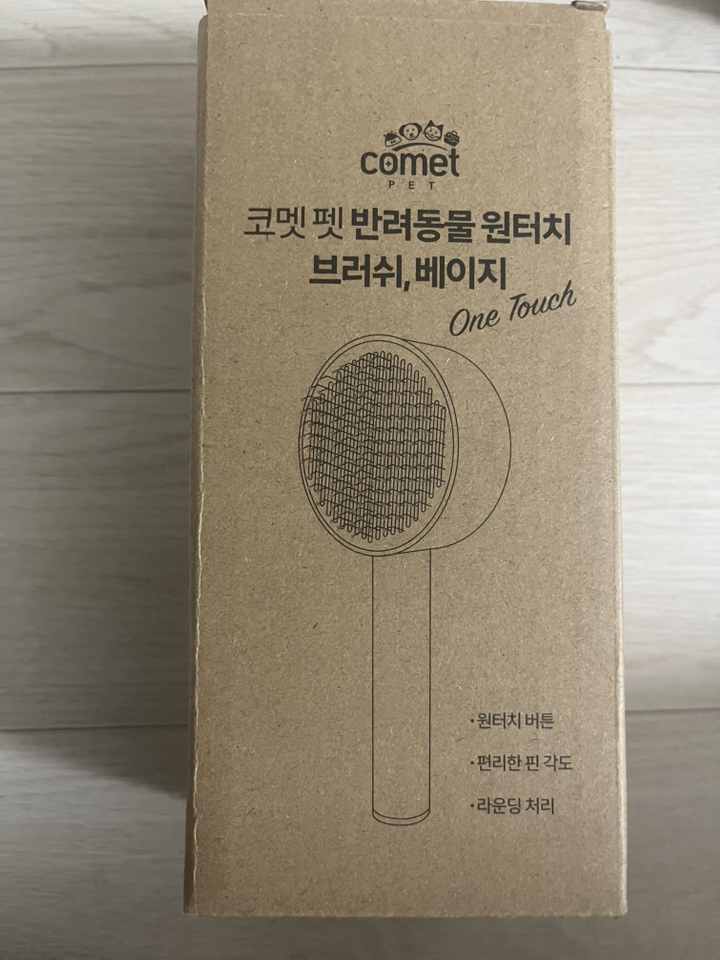 comet
PET
코멧 펫 반려동물 원터치
브러쉬, 베이지
One Touch
·원터치 버튼
·편리한 핀 각도
·라운딩 처리